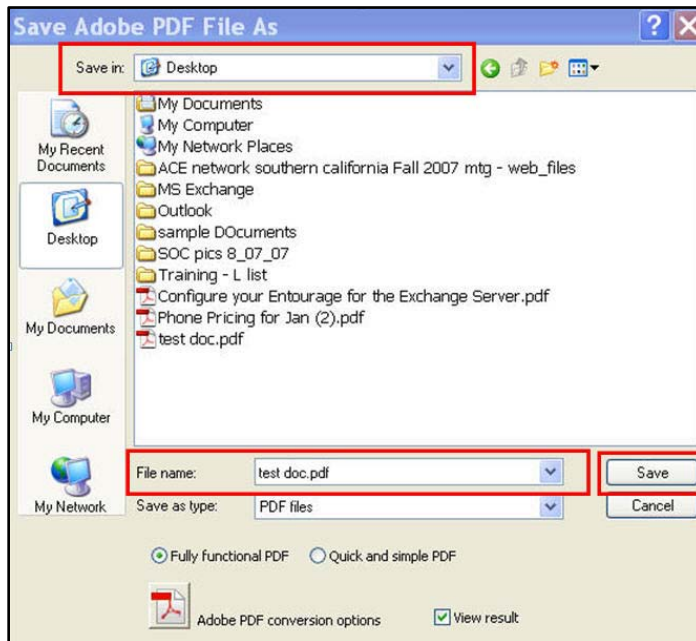 Save Adobe PDF File As
Save in: Desktop
My Recent Documents
Desktop
My Documents
My Computer
My Network
My Documents
My Computer
My Network Places
ACE network southern california Fall 2007 mtg - web_files
MS Exchange
Outlook
sample DOcuments
SOC pics 8_07_07
Training - L list
Configure your Entourage for the Exchange Server.pdf
Phone Pricing for Jan (2).pdf
test doc.pdf
File name: test doc.pdf Save
Save as type: PDF files Cancel
Fully functional PDF Quick and simple PDF
Adobe PDF conversion options View result